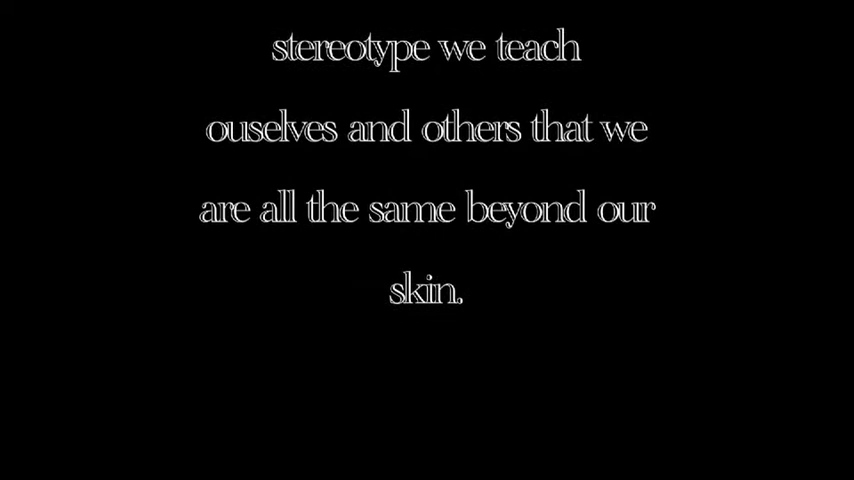 stereotype we teach
ouselves and others that we
are all the same beyond our
skin.